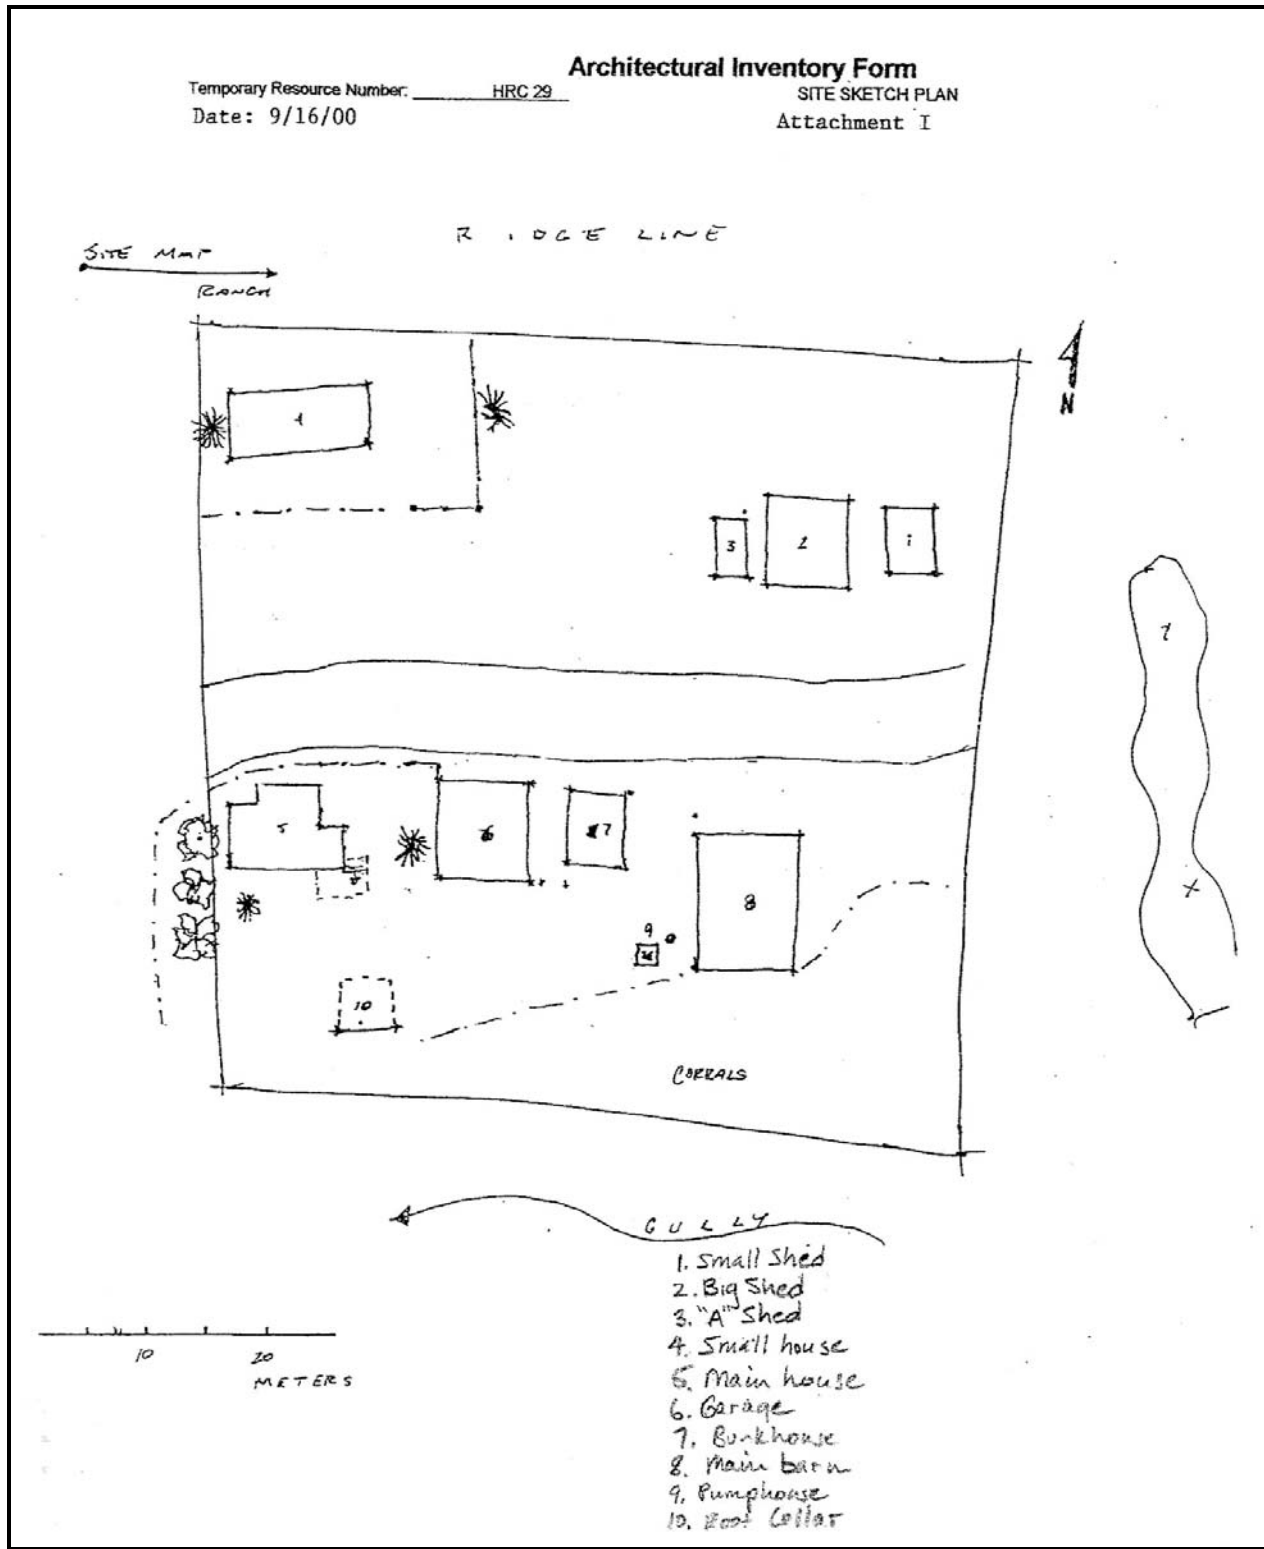 Architectural Inventory Form
Temporary Resource Number: HRC 29
SITE SKETCH PLAN
Date: 9/16/00
Attachment I
RIDGE LINE
SITE MAP
RANCH
N
4
3
2
1
5
6
7
8
9
10
CORRALS
GULLY
1. Small Shed
2. Big Shed
3. "A" Shed
4. Small house
5. Main house
6. Garage
7. Bunkhouse
8. Main barn
9. Pumphouse
10. Root Cellar
10
20
METERS